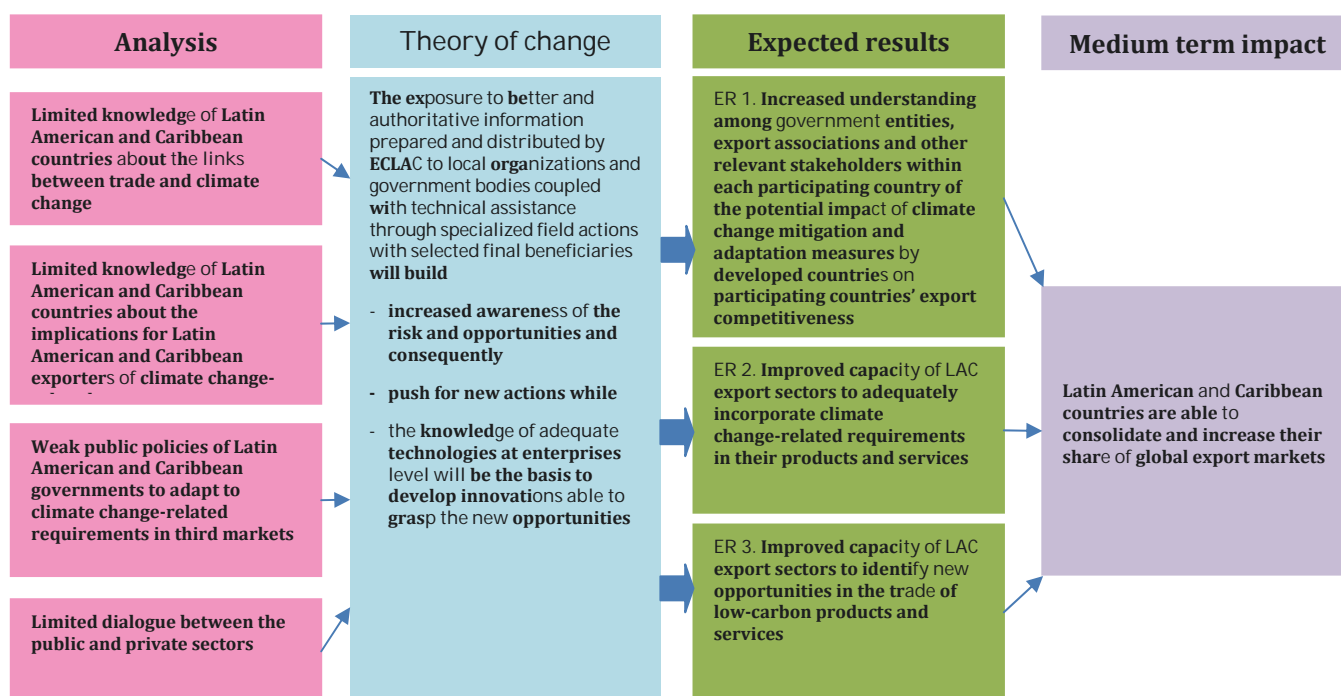 Analysis
Limited knowledge of Latin
American and Caribbean
countries about the links
between trade and climate
change
Limited knowledge of Latin
American and Caribbean
countries about the
implications for Latin
American and Caribbean
exporters of climate change-
Weak public policies of Latin
American and Caribbean
governments to adapt to
climate change-related
requirements in third markets
Limited dialogue between the
public and private sectors
Theory of change
The exposure to better and
authoritative information
prepared and distributed by
ECLAC to local organizations and
government bodies coupled
with technical assistance
through specialized field actions
with selected final beneficiaries
will build
- increased awareness of the
risk and opportunities and
consequently
- push for new actions while
- the knowledge of adequate
technologies at enterprises
level will be the basis to
develop innovations able to
grasp the new opportunities
Expected results
ER 1. Increased understanding
among government entities,
export associations and other
relevant stakeholders within
each participating country of
the potential impact of climate
change mitigation and
adaptation measures by
developed countries on
participating countries’ export
competitiveness
ER 2. Improved capacity of LAC
export sectors to adequately
incorporate climate
change-related requirements
in their products and services
ER 3. Improved capacity of LAC
export sectors to identify new
opportunities in the trade of
low-carbon products and
services
Medium term impact
Latin American and Caribbean
countries are able to
consolidate and increase their
share of global export markets